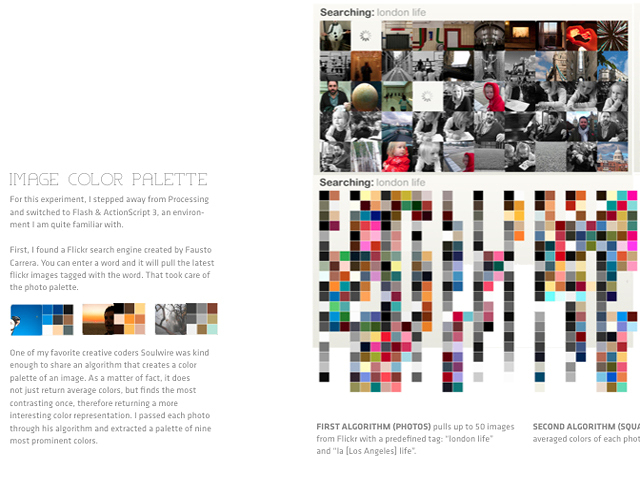 Searching: london life
Searching: london life
IMAGE COLOR PALETTE
For this experiment, I stepped away from Processing
and switched to Flash & ActionScript 3, an environ-
ment I am quite familiar with.
First, I found a Flickr search engine created by Fausto
Carrera. You can enter a word and it will pull the latest
flickr images tagged with the word. That took care of
the photo palette.
One of my favorite creative coders Soulwire was kind
enough to share an algorithm that creates a color
palette of an image. As a matter of fact, it does
not just return average colors, but finds the most
contrasting once, therefore returning a more
interesting color representation. I passed each photo
through his algorithm and extracted a palette of nine
most prominent colors.
FIRST ALGORITHM (PHOTOS) pulls up to 50 images
from Flickr with a predefined tag: "london life"
and "la [Los Angeles] life".
SECOND ALGORITHM (SQUA
averaged colors of each phot